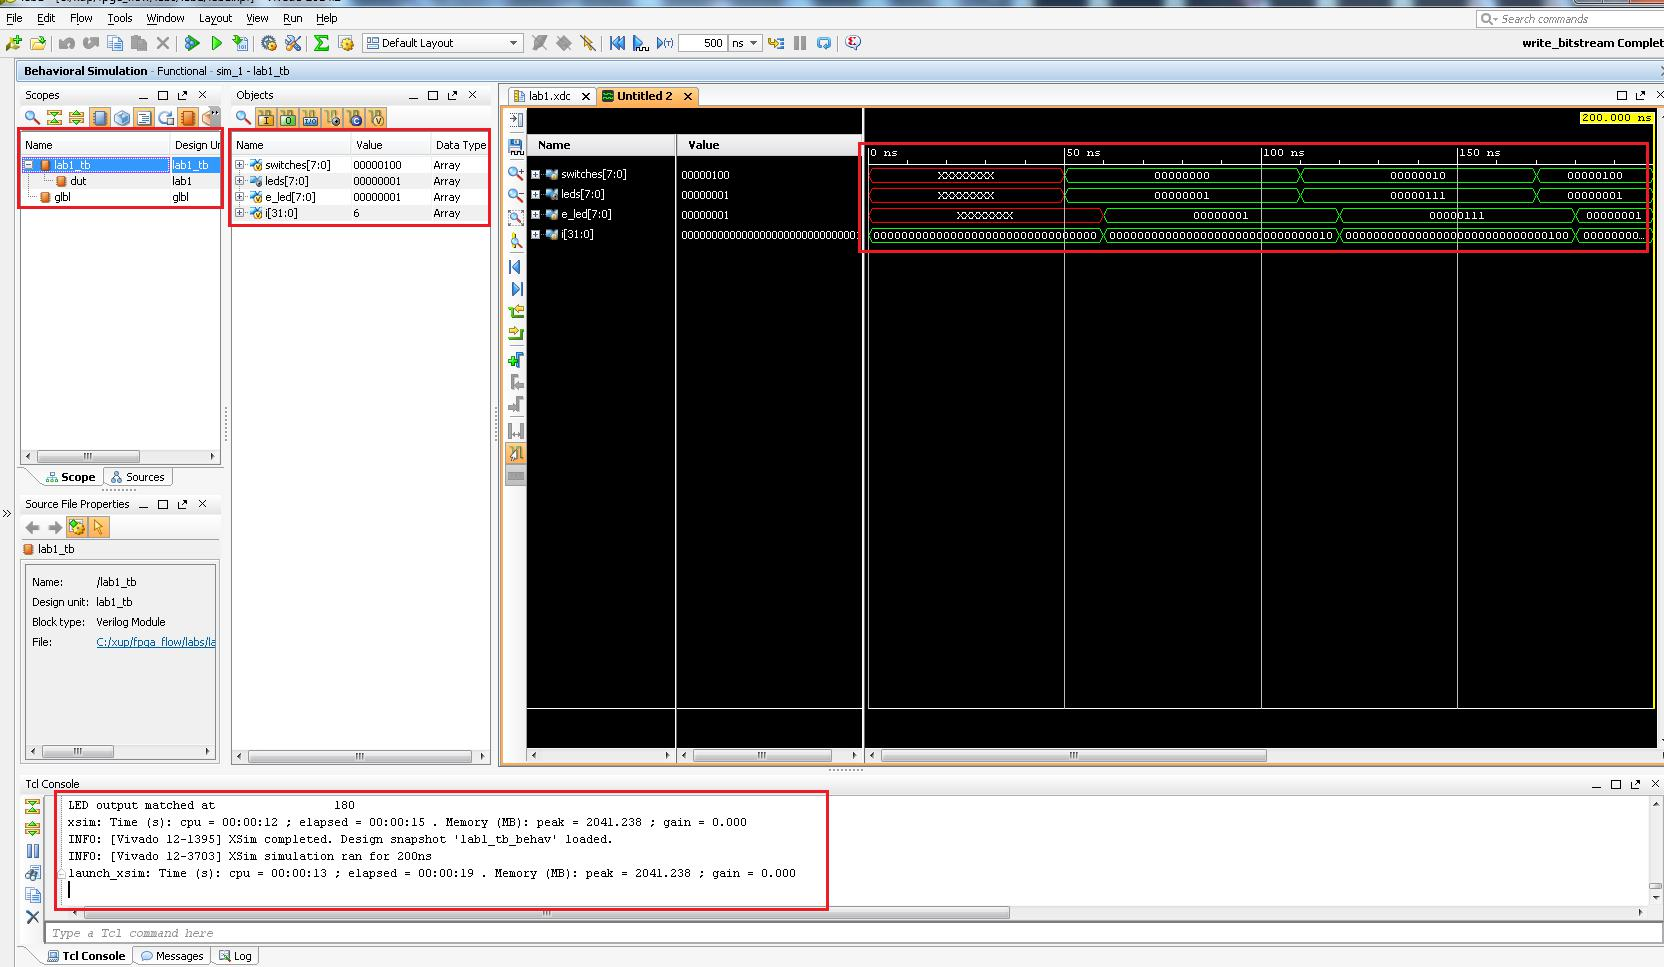 File Edit Flow Tools Window Layout View Run Help
Search commands
Default Layout
500 ns
write_bitstream Complet
Behavioral Simulation - Functional - sim_1 - lab1_tb
Scopes
Name Design Un
lab1_tb lab1_tb
dut lab1
glbl glbl
Scope Sources
Objects
Name Value Data Type
switches[7:0] 00000100 Array
leds[7:0] 00000001 Array
e_led[7:0] 00000001 Array
i[31:0] 6 Array
lab1.xdc Untitled 2
200.000 ns
Name Value
0 ns 50 ns 100 ns 150 ns
switches[7:0] 00000100 XXXXXXXX 00000000 00000010 00000100
leds[7:0] 00000001 XXXXXXXX 00000001 00000111 00000001
e_led[7:0] 00000001 XXXXXXXX 00000001 00000111 00000001
i[31:0] 00000000000000000000000000000 00000000000000000000000000000000 00000000000000000000000000000010 00000000000000000000000000000100 00000000...
Source File Properties
lab1_tb
Name: /lab1_tb
Design unit: lab1_tb
Block type: Verilog Module
File: C:/xup/fpga_flow/labs/la
Tcl Console
LED output matched at 180
xsim: Time (s): cpu = 00:00:12 ; elapsed = 00:00:15 . Memory (MB): peak = 2041.238 ; gain = 0.000
INFO: [Vivado 12-1395] XSim completed. Design snapshot 'lab1_tb_behav' loaded.
INFO: [Vivado 12-3703] XSim simulation ran for 200ns
launch_xsim: Time (s): cpu = 00:00:13 ; elapsed = 00:00:19 . Memory (MB): peak = 2041.238 ; gain = 0.000
Type a Tcl command here
Tcl Console Messages Log